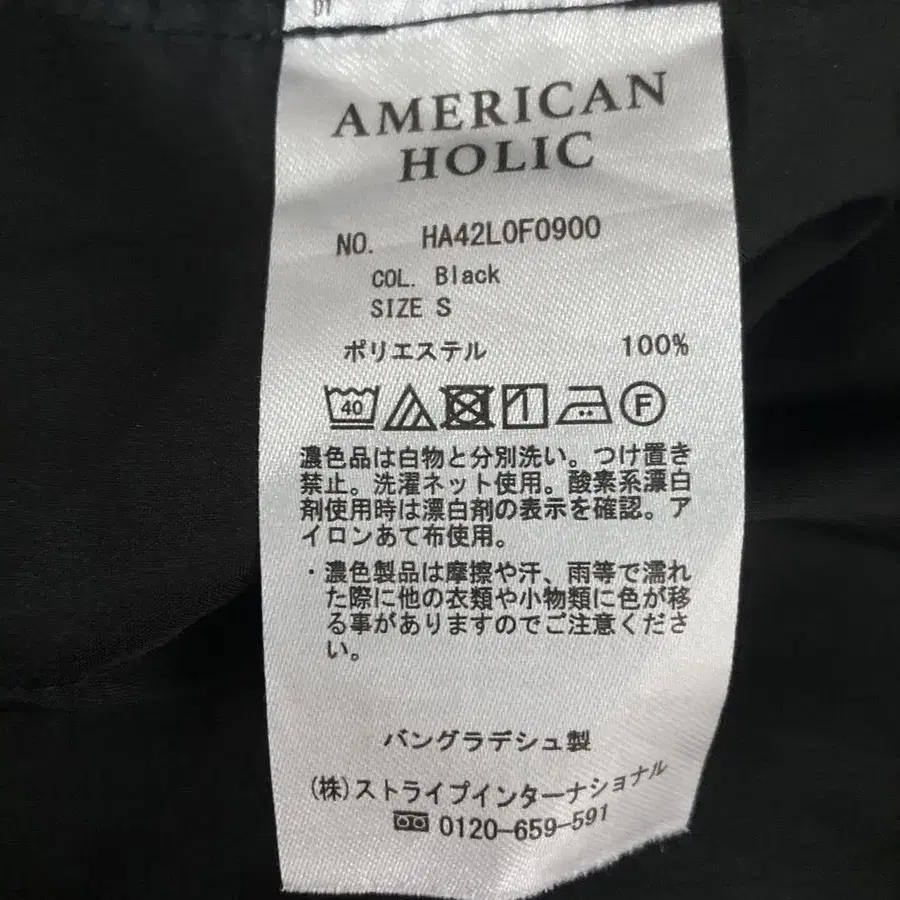 AMERICAN
HOLIC
NO. HA42L0F0900
COL. Black
SIZE S
ポリエステル 100%
40 F
濃色品は白物と分別洗い。つけ置き
禁止。洗濯ネット使用。酸素系漂白
剤使用時は漂白剤の表示を確認。ア
イロンあて布使用。
・濃色製品は摩擦や汗、雨等で濡れ
た際に他の衣類や小物類に色が移
る事がありますのでご注意くださ
い。
バングラデシュ製
(株)ストライプインターナショナル
0120-659-591